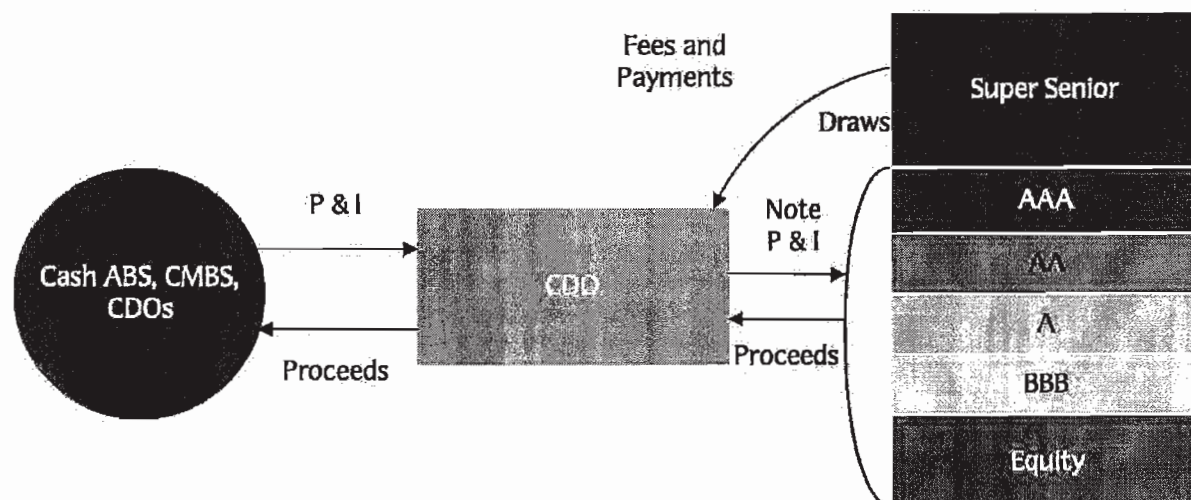 Fees and
Payments
Super Senior
Draws
P & I
Note
P & I
AAA
AA
Cash ABS, CMBS,
CDOs
CDO
A
Proceeds
Proceeds
BBB
Equity